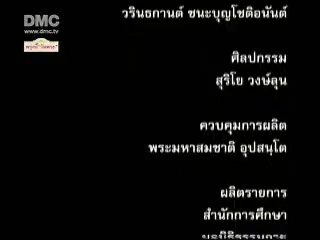 DMC
www.dmc.tv
วรินธกานต์ ชนะบุญโชติอนันต์
ศิลปกรรม
สุริโย วงษ์ลุน
ควบคุมการผลิต
พระมหาสมชาติ อุปสนฺโต
ผลิตรายการ
สำนักการศึกษา